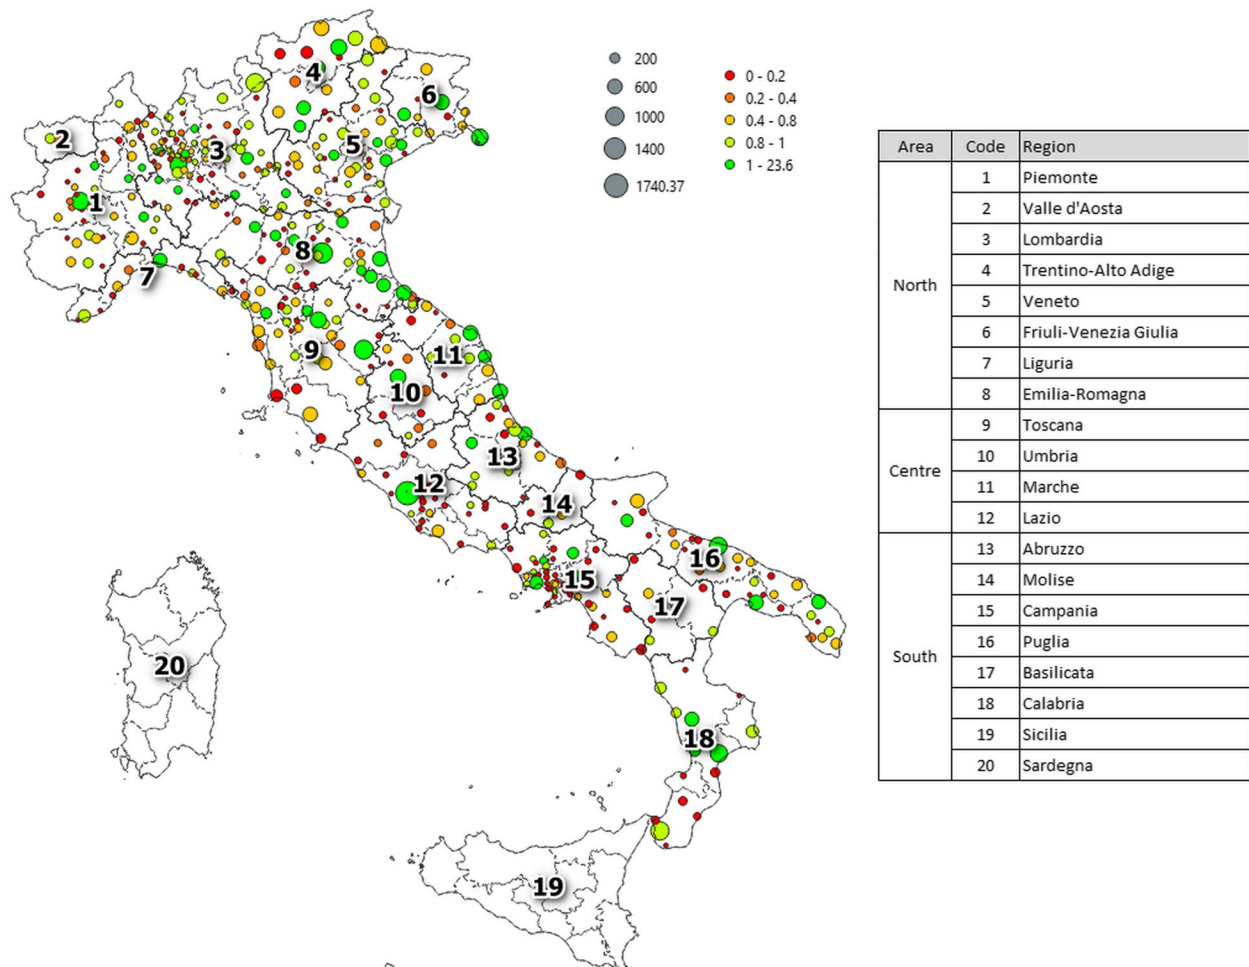 200
600
1000
1400
1740.37
0 - 0.2
0.2 - 0.4
0.4 - 0.8
0.8 - 1
1 - 23.6
4
6
2
3
5
1
8
7
9
11
10
13
12
14
16
15
17
20
18
19
Area Code Region
North
1 Piemonte
2 Valle d'Aosta
3 Lombardia
4 Trentino-Alto Adige
5 Veneto
6 Friuli-Venezia Giulia
7 Liguria
8 Emilia-Romagna
Centre
9 Toscana
10 Umbria
11 Marche
12 Lazio
South
13 Abruzzo
14 Molise
15 Campania
16 Puglia
17 Basilicata
18 Calabria
19 Sicilia
20 Sardegna